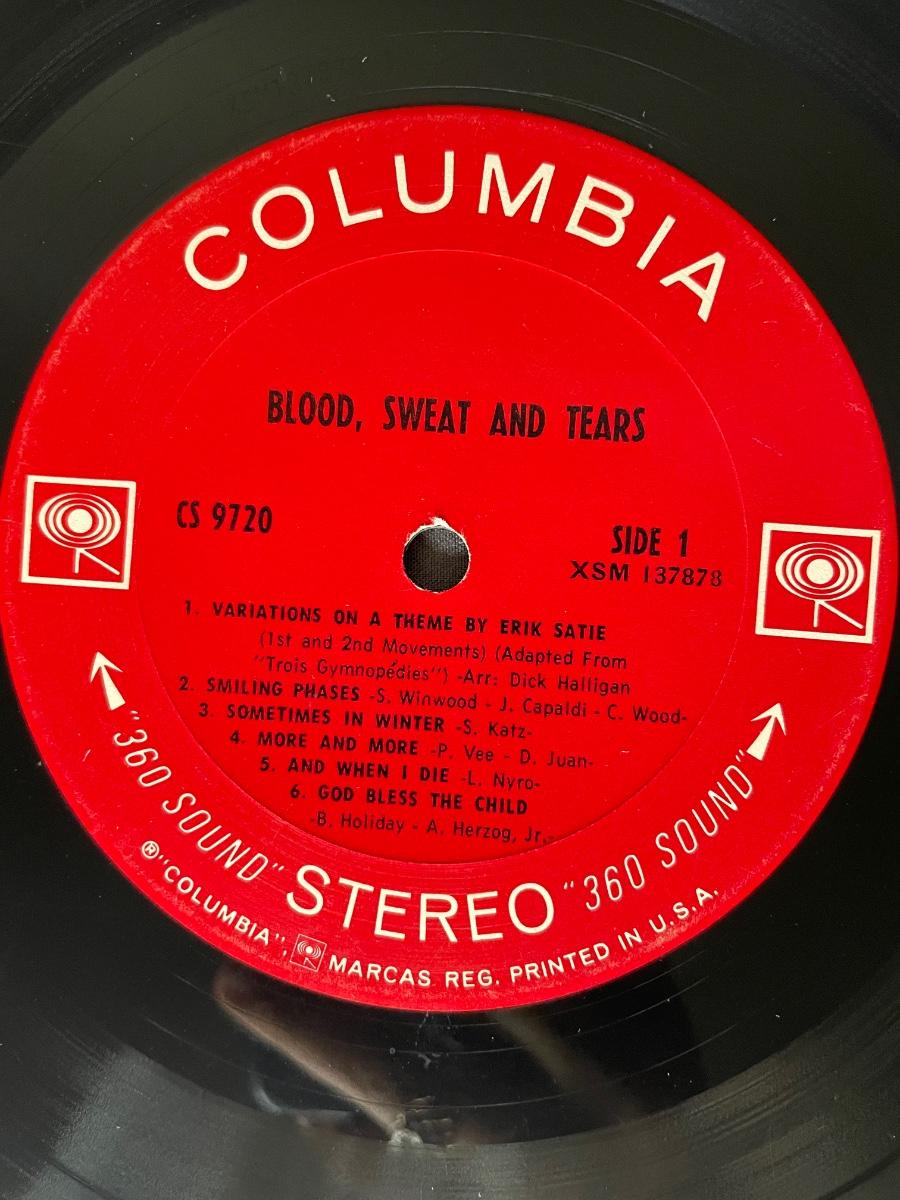 COLUMBIA
BLOOD, SWEAT AND TEARS
CS 9720
SIDE 1
XSM 137878
1. VARIATIONS ON A THEME BY ERIK SATIE
(1st and 2nd Movements) (Adapted From
"Trois Gymnopédies") -Arr: Dick Halligan
2. SMILING PHASES -S. Winwood - J. Capaldi - C. Wood-
3. SOMETIMES IN WINTER -S. Katz-
4. MORE AND MORE -P. Vee - D. Juan-
5. AND WHEN I DIE -L. Nyro-
6. GOD BLESS THE CHILD
-B. Holiday - A. Herzog, Jr.-
"360 SOUND" STEREO "360 SOUND"
®"COLUMBIA", MARCAS REG. PRINTED IN U.S.A.